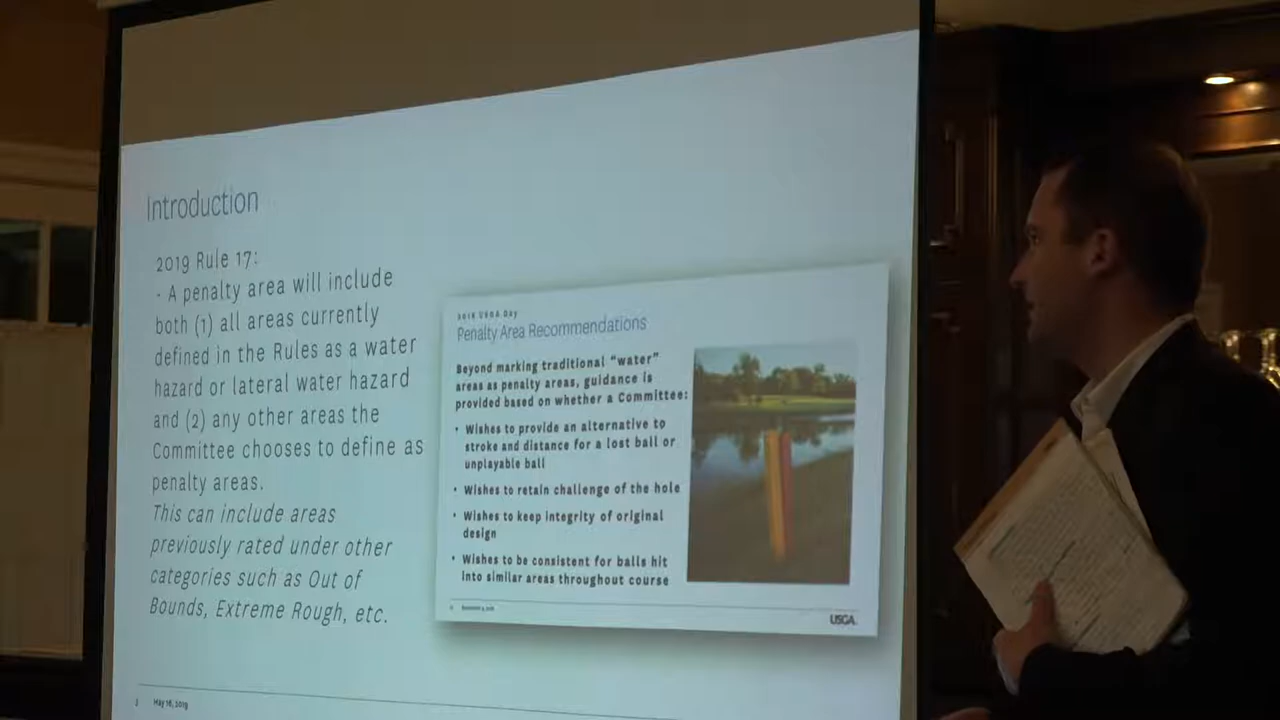 Introduction
2019 Rule 17:
- A penalty area will include
both (1) all areas currently
defined in the Rules as a water
hazard or lateral water hazard
and (2) any other areas the
Committee chooses to define as
penalty areas.
This can include areas
previously rated under other
categories such as Out of
Bounds, Extreme Rough, etc.
2018 USGA Day
Penalty Area Recommendations
Beyond marking traditional “water”
areas as penalty areas, guidance is
provided based on whether a Committee:
• Wishes to provide an alternative to
stroke and distance for a lost ball or
unplayable ball
• Wishes to retain challenge of the hole
• Wishes to keep integrity of original
design
• Wishes to be consistent for balls hit
into similar areas throughout course
USGA.
May 16, 2019